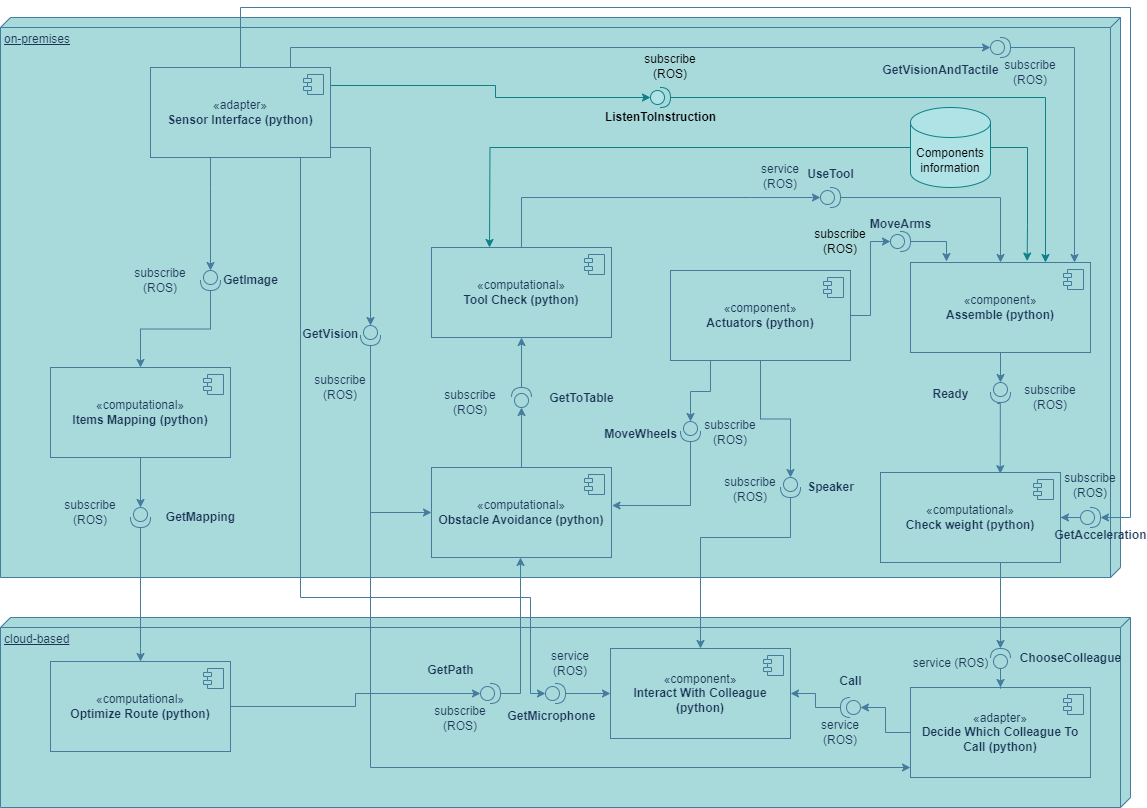 on-premises
subscribe
(ROS)
GetVisionAndTactile
subscribe
(ROS)
«adapter»
Sensor Interface (python)
ListenToInstruction
Components
information
service
(ROS)
UseTool
MoveArms
subscribe
(ROS)
subscribe
(ROS)
GetImage
«computational»
Tool Check (python)
«component»
Actuators (python)
«component»
Assemble (python)
GetVision
subscribe
(ROS)
subscribe
(ROS)
GetToTable
Ready
subscribe
(ROS)
«computational»
Items Mapping (python)
MoveWheels
subscribe
(ROS)
subscribe
(ROS)
Speaker
subscribe
(ROS)
GetMapping
subscribe
(ROS)
«computational»
Obstacle Avoidance (python)
«computational»
Check weight (python)
GetAcceleration
cloud-based
«computational»
Optimize Route (python)
GetPath
subscribe
(ROS)
service
(ROS)
GetMicrophone
«component»
Interact With Colleague
(python)
Call
service
(ROS)
service (ROS)
ChooseColleague
«adapter»
Decide Which Colleague To
Call (python)